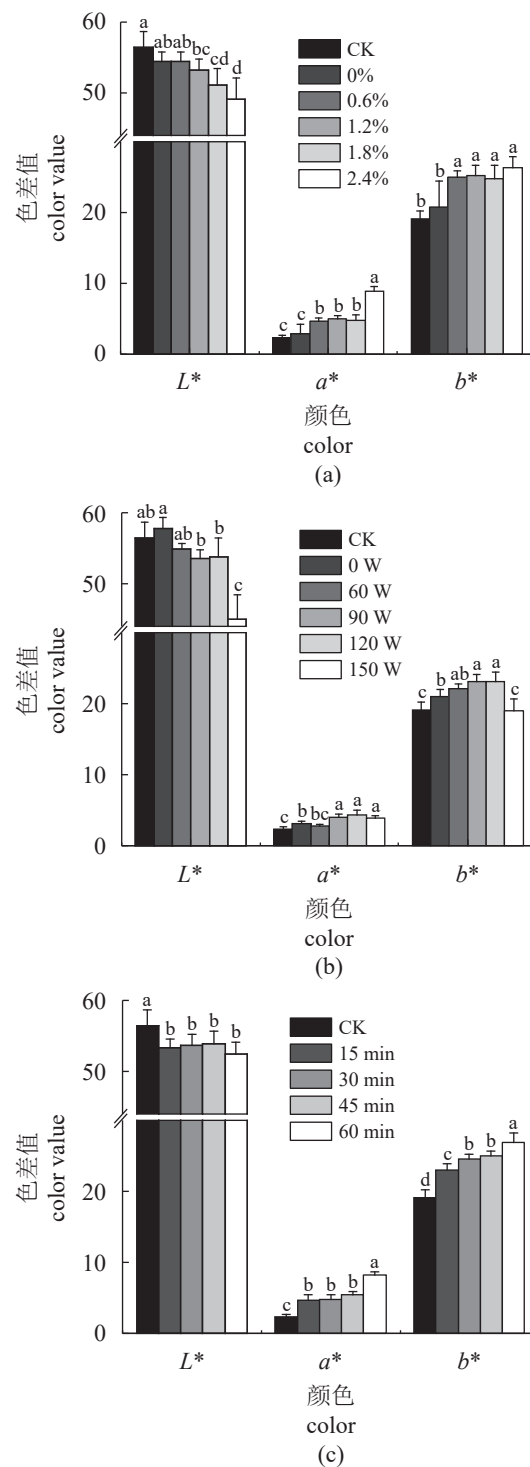 60
50
20
10
0
色差值
color value
a
ab
ab
bc
cd
d
c
c
b
b
b
a
b
b
a
a
a
a
CK
0%
0.6%
1.2%
1.8%
2.4%
L*
a*
b*
颜色
color
(a)
60
50
20
10
0
色差值
color value
ab
a
ab
b
b
c
c
b
bc
a
a
a
c
b
ab
a
a
c
CK
0 W
60 W
90 W
120 W
150 W
L*
a*
b*
颜色
color
(b)
60
50
20
10
0
色差值
color value
a
b
b
b
b
c
b
b
b
a
d
c
b
b
a
CK
15 min
30 min
45 min
60 min
L*
a*
b*
颜色
color
(c)